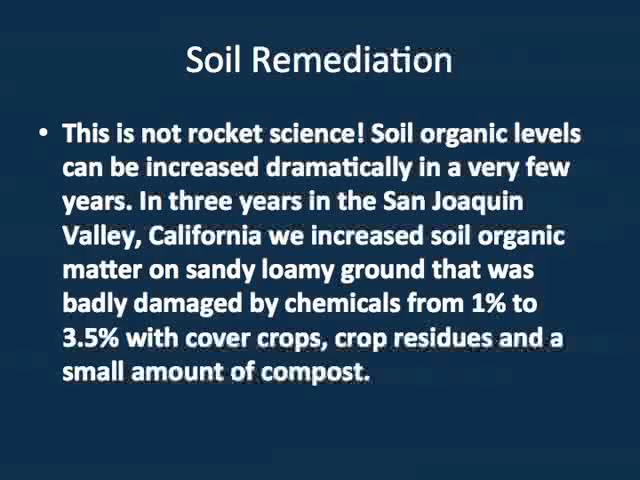 Soil Remediation
• This is not rocket science! Soil organic levels
can be increased dramatically in a very few
years. In three years in the San Joaquin
Valley, California we increased soil organic
matter on sandy loamy ground that was
badly damaged by chemicals from 1% to
3.5% with cover crops, crop residues and a
small amount of compost.